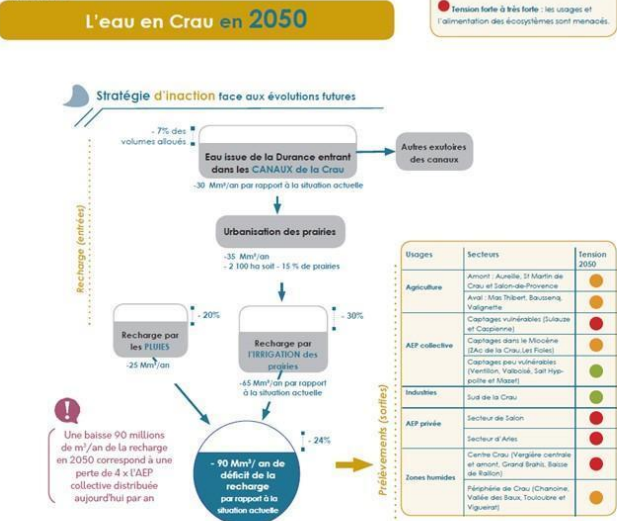 L'eau en Crau en 2050
Tension forte à très forte : les usages et
l'alimentation des écosystèmes sont menacés.
Stratégie d'inaction face aux évolutions futures
- 7% des
volumes alloués
Eau issue de la Durance entrant
dans les CANAUX de la Crau
Autres exutoires
des canaux
-30 Mm³/an par rapport à la situation actuelle
Urbanisation des prairies
-35 Mm³/an
- 2 100 ha soit - 15 % de prairies
Recharge (entrées)
- 20%
Recharge par
les PLUIES
-25 Mm³/an
- 30%
Recharge par
l'IRRIGATION des
prairies
-65 Mm³/an par rapport
à la situation actuelle
!
Une baisse 90 millions
de m³/an de la recharge
en 2050 correspond à une
perte de 4 x l'AEP
collective distribuée
aujourd'hui par an
- 24%
- 90 Mm³/ an de
déficit de la
recharge
par rapport à la
situation actuelle
Prélèvements (sorties)
Usages Secteurs Tension
2050
Agriculture
Amont : Aureille, St Martin de
Crau et Salon-de-Provence
Aval : Mas Thibert, Baussenq,
Valignette
AEP collective
Captages vulnérables (Sulauze
et Caspienne)
Captages dans le Miocène
(ZAc de la Crau, Les Fioles)
Captages peu vulnérables
(Ventillon, Valboisé, Sait Hyp-
polite et Mazet)
Industries Sud de la Crau
AEP privée
Secteur de Salon
Secteur d'Arles
Zones humides
Centre Crau (Vergière centrale
et amont, Grand Brahis, Baisse
de Raillon)
Périphérie de Crau (Chanoine,
Vallée des Baux, Touloubre et
Vigueirat)